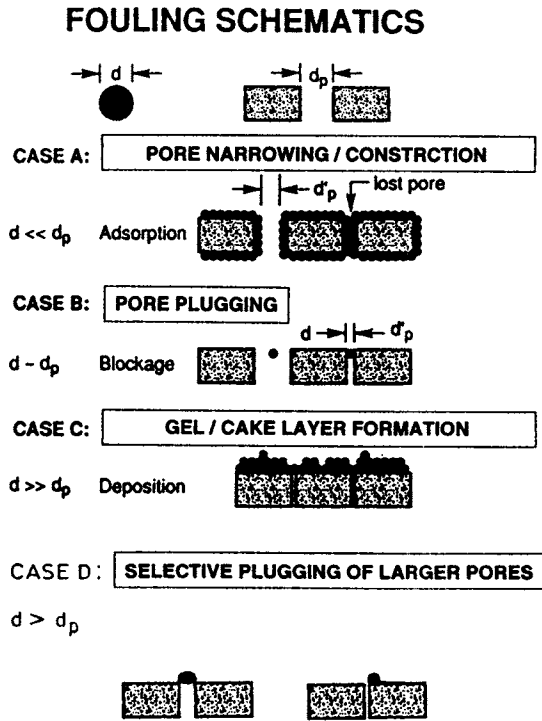 FOULING SCHEMATICS
d dₚ
CASE A: PORE NARROWING / CONSTRCTION
d'ₚ lost pore
d << dₚ Adsorption
CASE B: PORE PLUGGING
d d'ₚ
d ~ dₚ Blockage
CASE C: GEL / CAKE LAYER FORMATION
d >> dₚ Deposition
CASE D: SELECTIVE PLUGGING OF LARGER PORES
d > dₚ